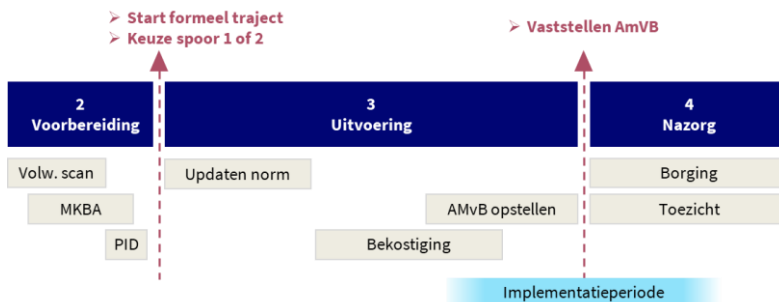 ➢ Start formeel traject
➢ Keuze spoor 1 of 2
➢ Vaststellen AmVB
2
Voorbereiding
3
Uitvoering
4
Nazorg
Volw. scan
Updaten norm
Borging
MKBA
AMvB opstellen
Toezicht
PID
Bekostiging
Implementatieperiode